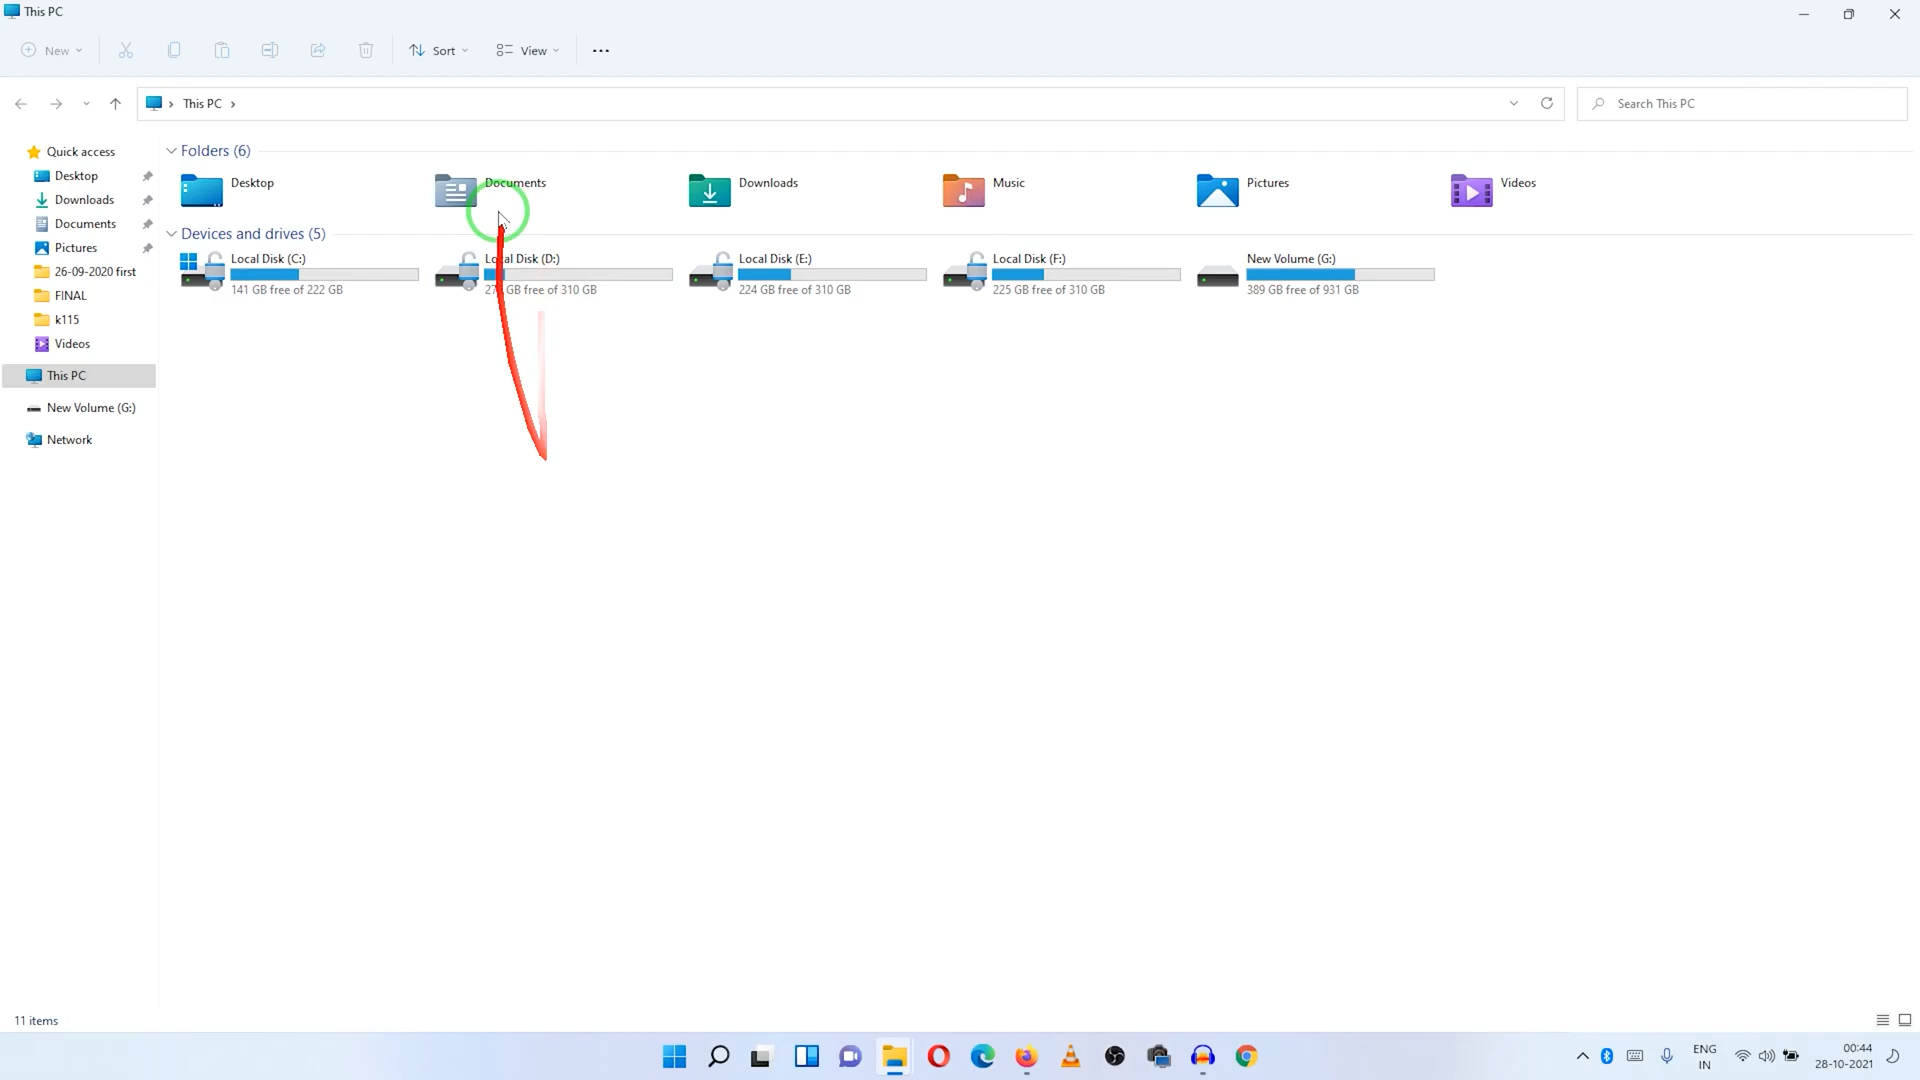 This PC
New
Sort
View
This PC
Search This PC
Quick access
Desktop
Downloads
Documents
Pictures
26-09-2020 first
FINAL
k115
Videos
This PC
New Volume (G:)
Network
Folders (6)
Desktop
Documents
Downloads
Music
Pictures
Videos
Devices and drives (5)
Local Disk (C:)
141 GB free of 222 GB
Disk (D:)
GB free of 310 GB
Local Disk (E:)
224 GB free of 310 GB
Local Disk (F:)
225 GB free of 310 GB
New Volume (G:)
389 GB free of 931 GB
11 items
ENG
IN
00:44
28-10-2021